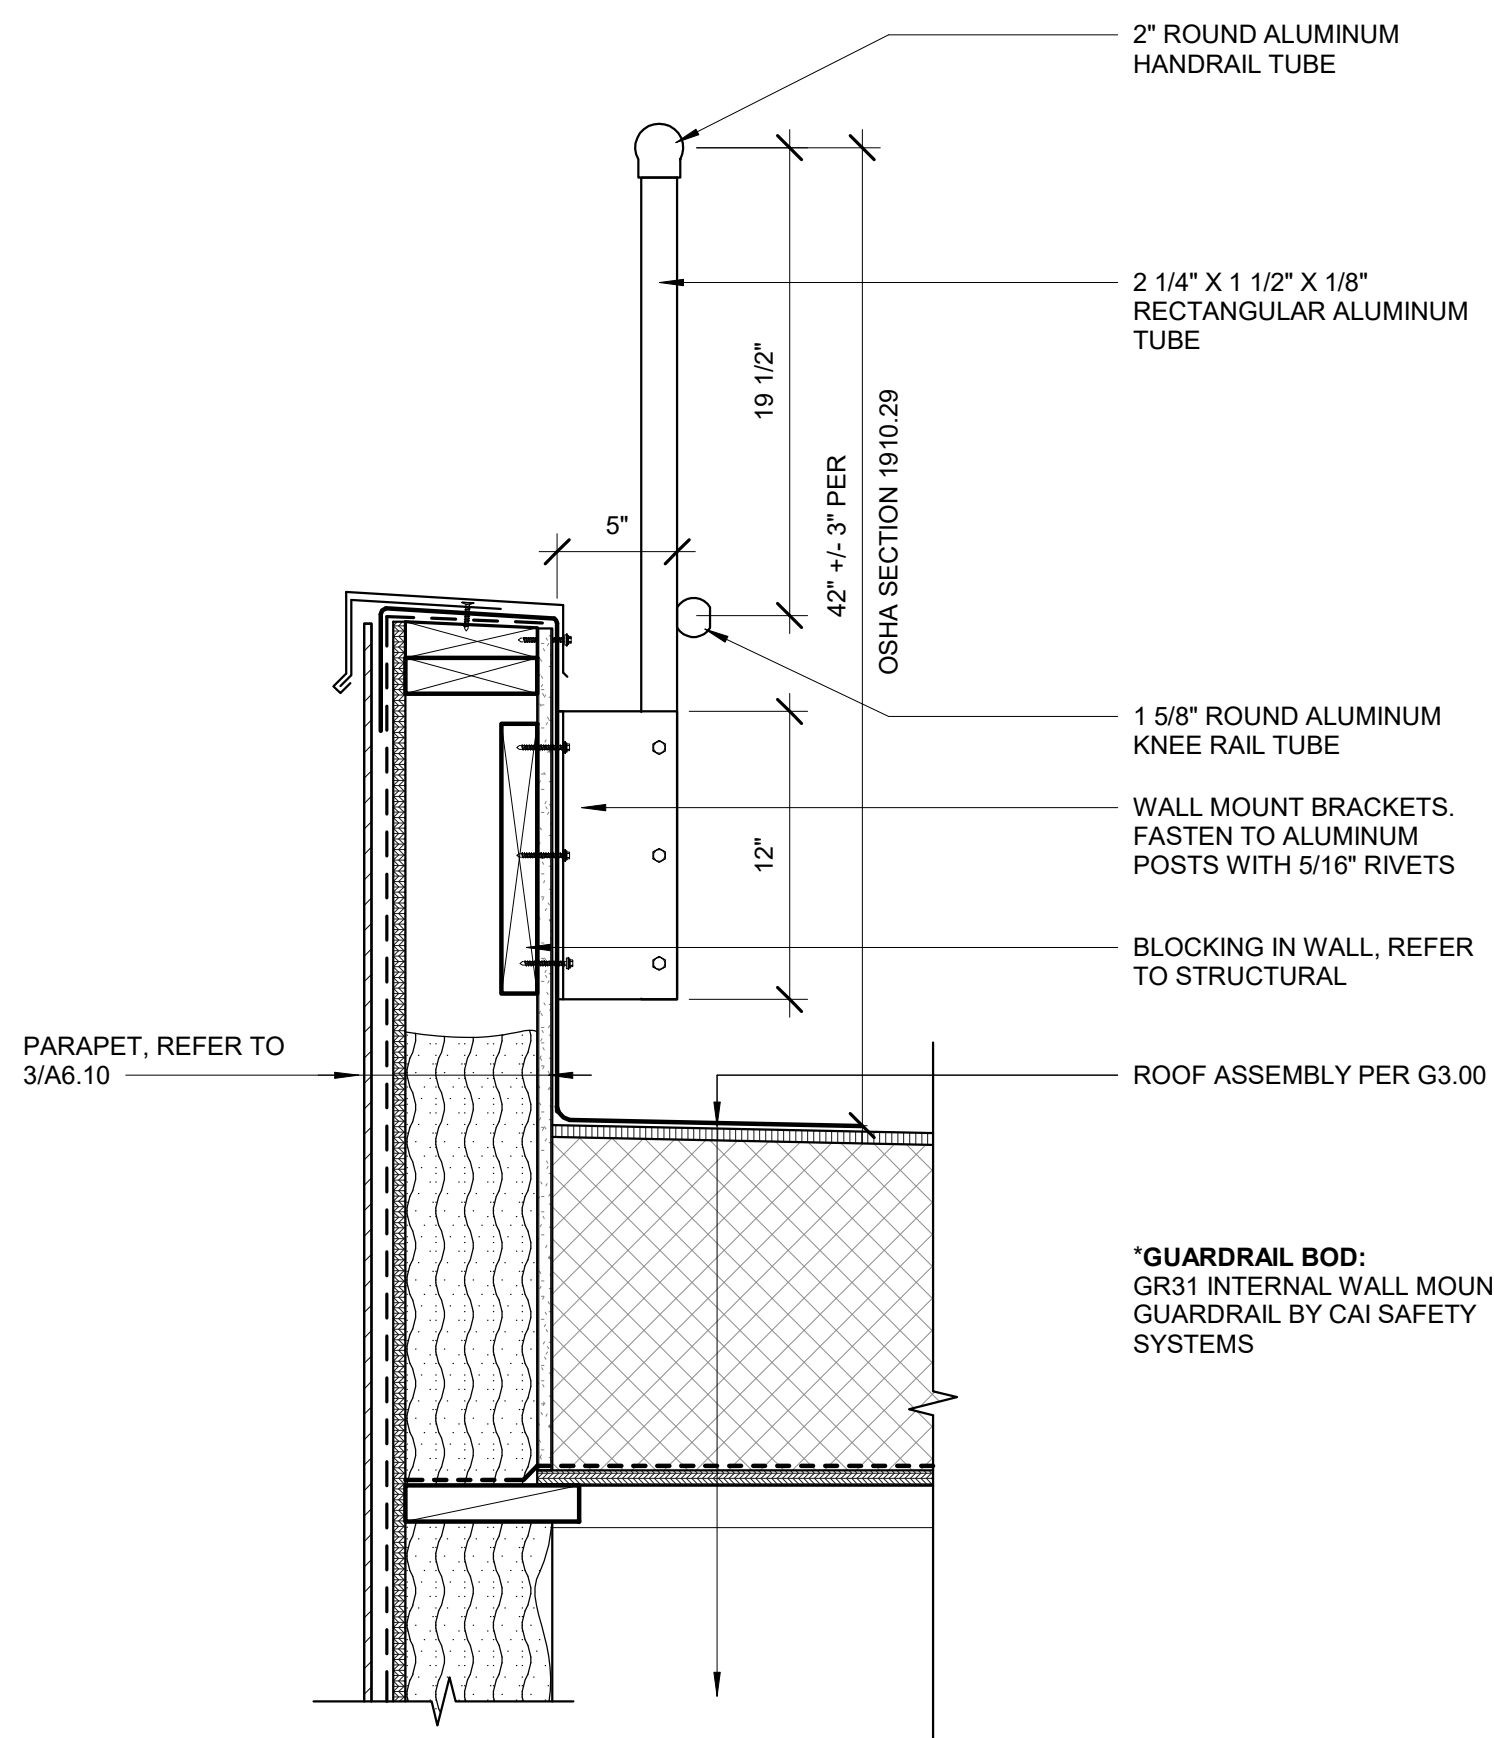 2" ROUND ALUMINUM
HANDRAIL TUBE
2 1/4" X 1 1/2" X 1/8"
RECTANGULAR ALUMINUM
TUBE
19 1/2"
42" +/- 3" PER
OSHA SECTION 1910.29
5"
1 5/8" ROUND ALUMINUM
KNEE RAIL TUBE
WALL MOUNT BRACKETS.
FASTEN TO ALUMINUM
POSTS WITH 5/16" RIVETS
12"
BLOCKING IN WALL, REFER
TO STRUCTURAL
PARAPET, REFER TO
3/A6.10
ROOF ASSEMBLY PER G3.00
*GUARDRAIL BOD:
GR31 INTERNAL WALL MOUN
GUARDRAIL BY CAI SAFETY
SYSTEMS